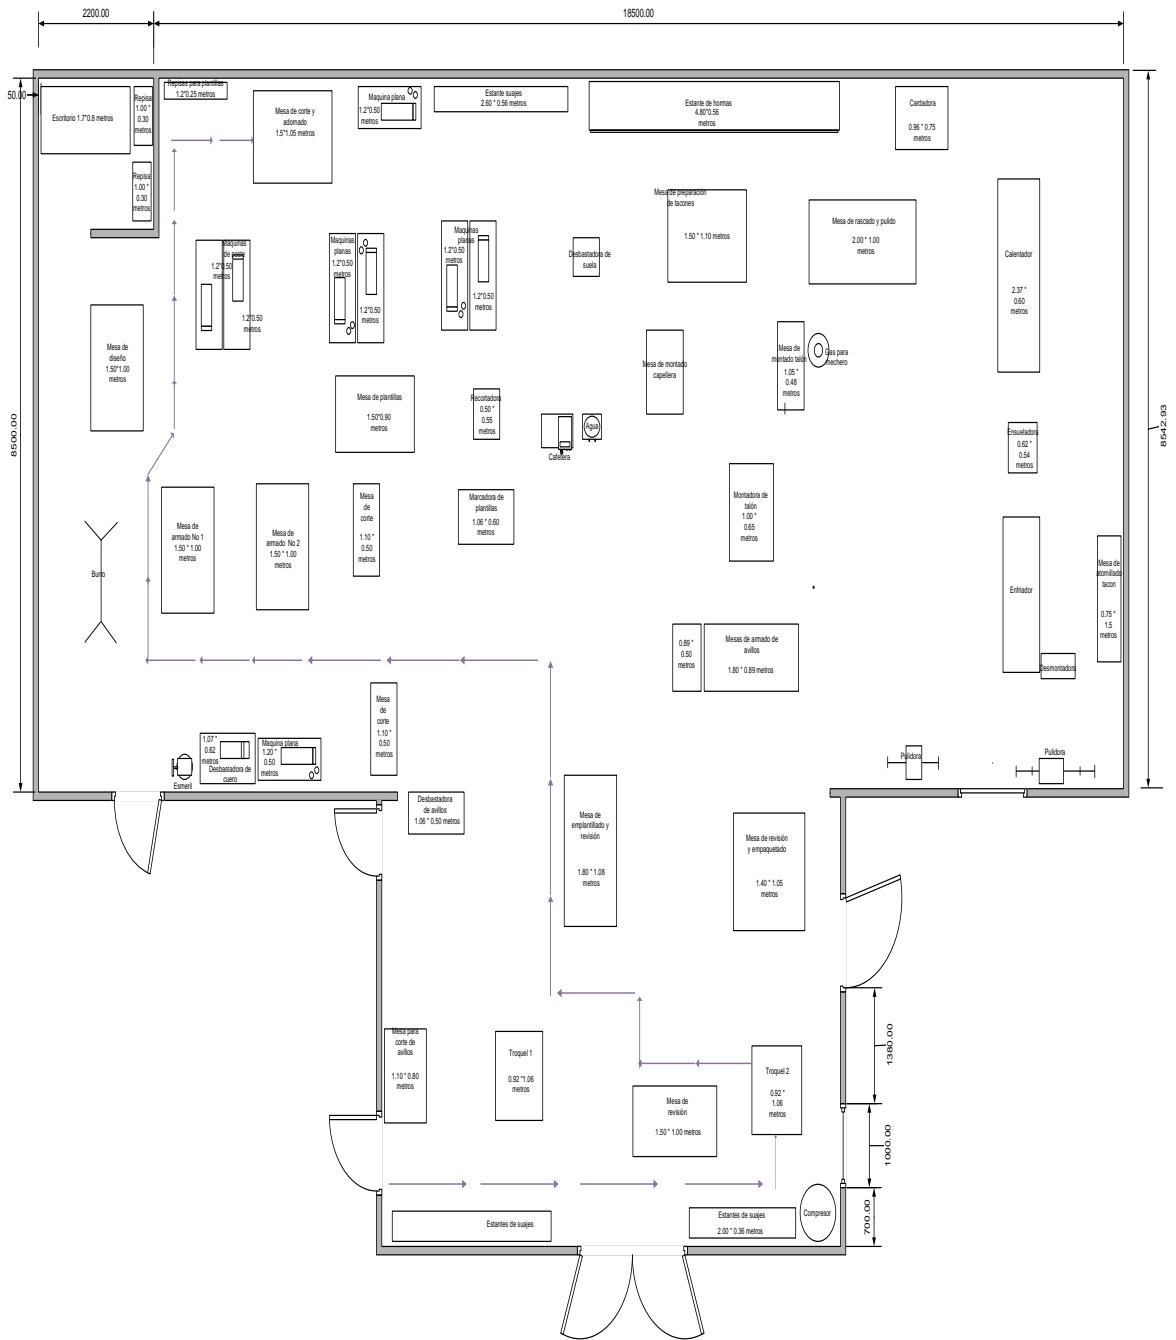 2200.00
18500.00
50.00
8500.00
8542.93
Escritorio 1.7*0.8 metros
Repisa
1.00 *
0.30
metros
Repisa
1.00 *
0.30
metros
Repisas para plantillas
1.2*0.25 metros
Mesa de corte y
adornado
1.5*1.05 metros
Maquina plana
1.2*0.50
metros
Estante suajes
2.60 * 0.56 metros
Estante de hormas
4.80*0.56
metros
Cardadora
0.96 * 0.75
metros
Maquinas
de poste
1.2*0.50
metros
1.2*0.50
metros
Maquinas
planas
1.2*0.50
metros
1.2*0.50
metros
Maquinas
planas
1.2*0.50
metros
1.2*0.50
metros
Desbastadora de
suela
Mesa de preparación
de tacones
1.50 * 1.10 metros
Mesa de rascado y pulido
2.00 * 1.00
metros
Calentador
2.37 *
0.60
metros
Mesa de
diseño
1.50*1.00
metros
Mesa de plantillas
1.50*0.90
metros
Recortadora
0.50 *
0.55
metros
Mesa de montado
capellera
Mesa de
montado talón
1.05 *
0.48
metros
Gas para
mechero
Cafetera
Agua
Ensueladora
0.62 *
0.54
metros
Mesa de
armado No 1
1.50 * 1.00
metros
Mesa de
armado No 2
1.50 * 1.00
metros
Mesa
de
corte
1.10 *
0.50
metros
Marcadora de
plantillas
1.06 * 0.60
metros
Montadora de
talón
1.00 *
0.65
metros
Burro
Enfriador
Mesa de
atornillado
tacon
0.75 *
1.5
metros
0.89 *
0.50
metros
Mesas de armado de
avillos
1.80 * 0.89 metros
Desmontadora
Mesa
de
corte
1.10 *
0.50
metros
Esmeril
1.07 *
0.62
metros
Desbastadora de
cuero
Maquina plana
1.20 *
0.50
metros
Pulidora
Pulidora
Desbastadora
de avillos
1.06 * 0.50 metros
Mesa de
emplantillado y
revisión
1.80 * 1.08
metros
Mesa de revisión
y empaquetado
1.40 * 1.05
metros
1380.00
1000.00
700.00
Mesa para
corte de
avillos
1.10 * 0.80
metros
Troquel 1
0.92 *1.06
metros
Troquel 2
0.92 *
1.06
metros
Mesa de
revisión
1.50 * 1.00 metros
Estantes de suajes
Estantes de suajes
2.00 * 0.36 metros
Compresor